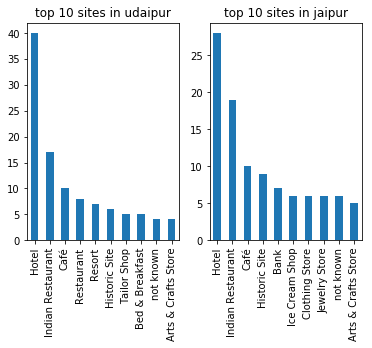 top 10 sites in udaipur
40
35
30
25
20
15
10
5
0
Hotel
Indian Restaurant
Café
Restaurant
Resort
Historic Site
Tailor Shop
Bed & Breakfast
not known
Arts & Crafts Store
top 10 sites in jaipur
25
20
15
10
5
0
Hotel
Indian Restaurant
Café
Historic Site
Bank
Ice Cream Shop
Clothing Store
Jewelry Store
not known
Arts & Crafts Store